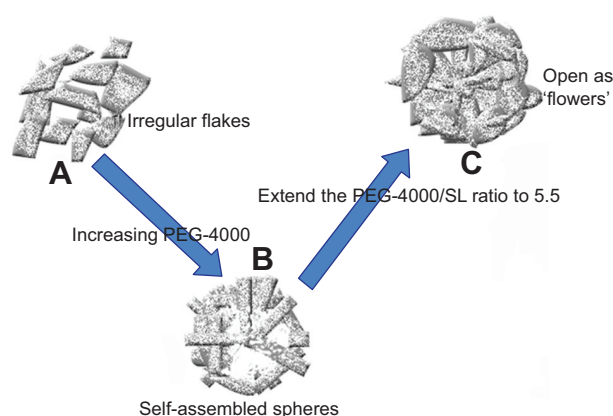 Irregular flakes
A
Increasing PEG-4000
B
Self-assembled spheres
Extend the PEG-4000/SL ratio to 5.5
C
Open as
‘flowers’